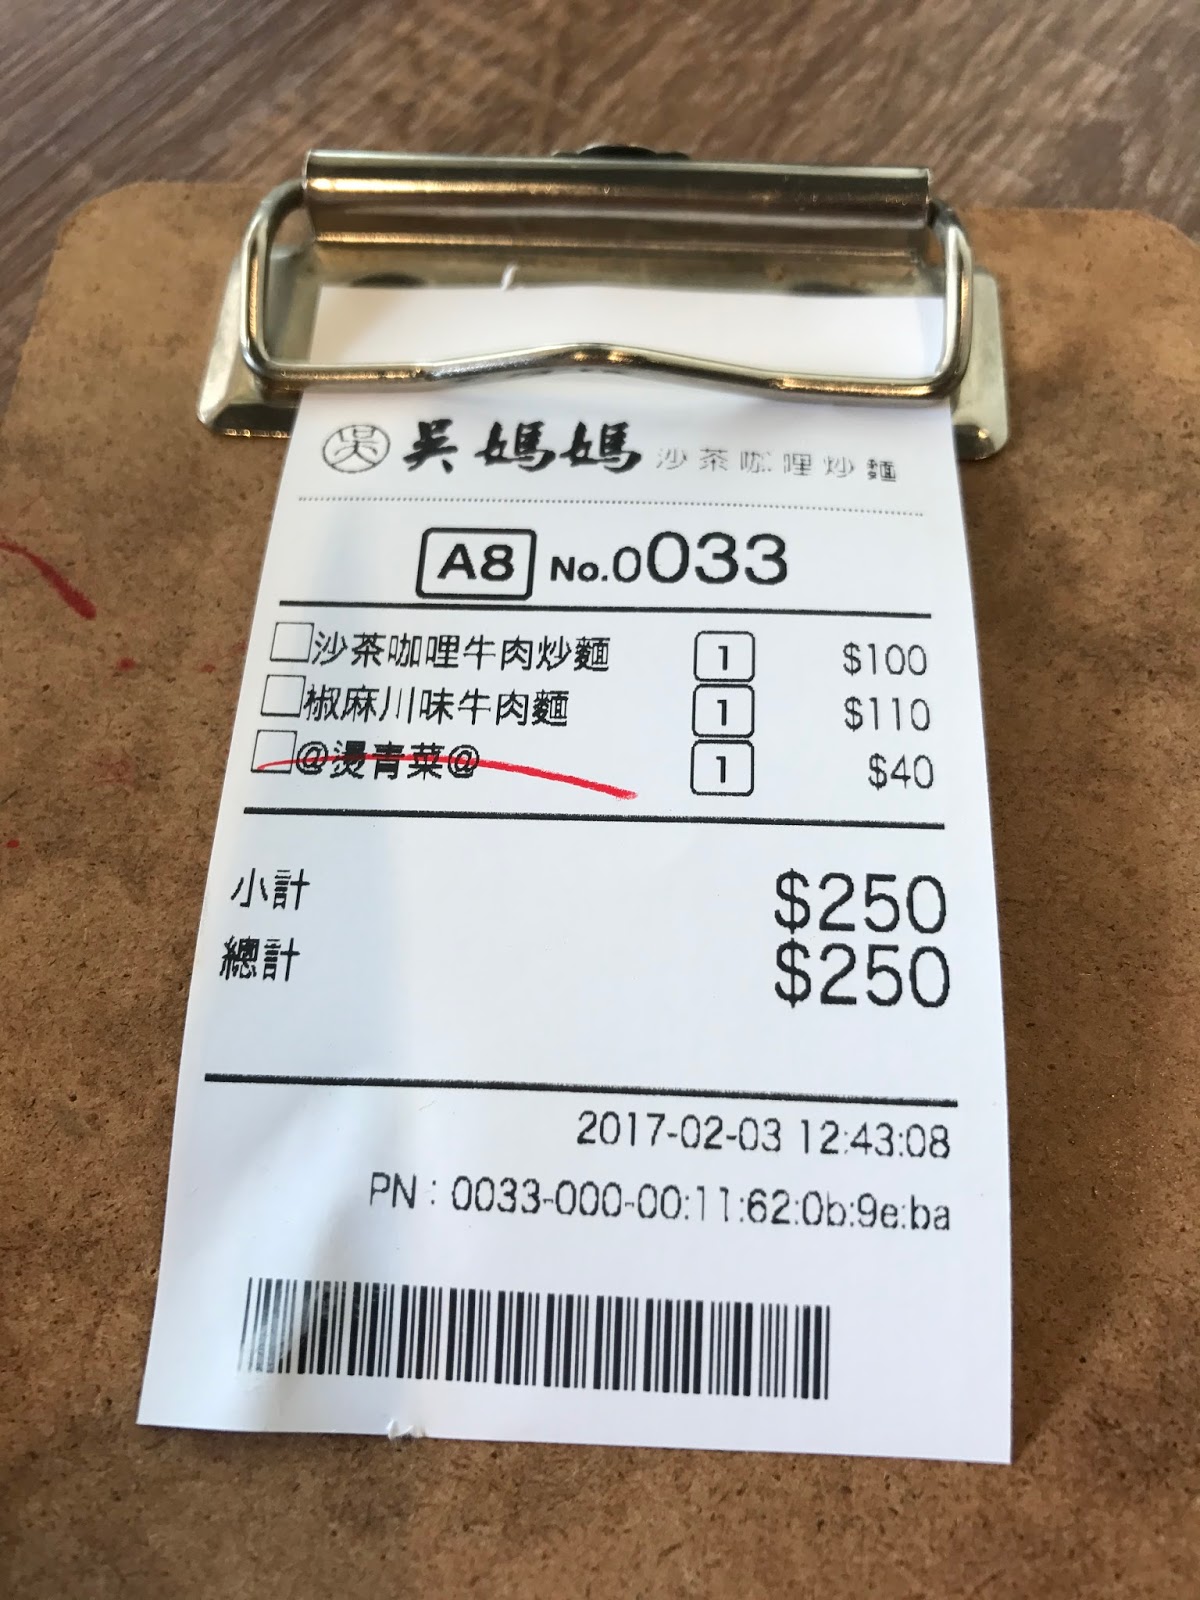 吳 吳媽媽 沙茶咖哩炒麵
A8 No.0033
沙茶咖哩牛肉炒麵 1 $100
椒麻川味牛肉麵 1 $110
@燙青菜@ 1 $40
小計 $250
總計 $250
2017-02-03 12:43:08
PN : 0033-000-00:11:62:0b:9e:ba